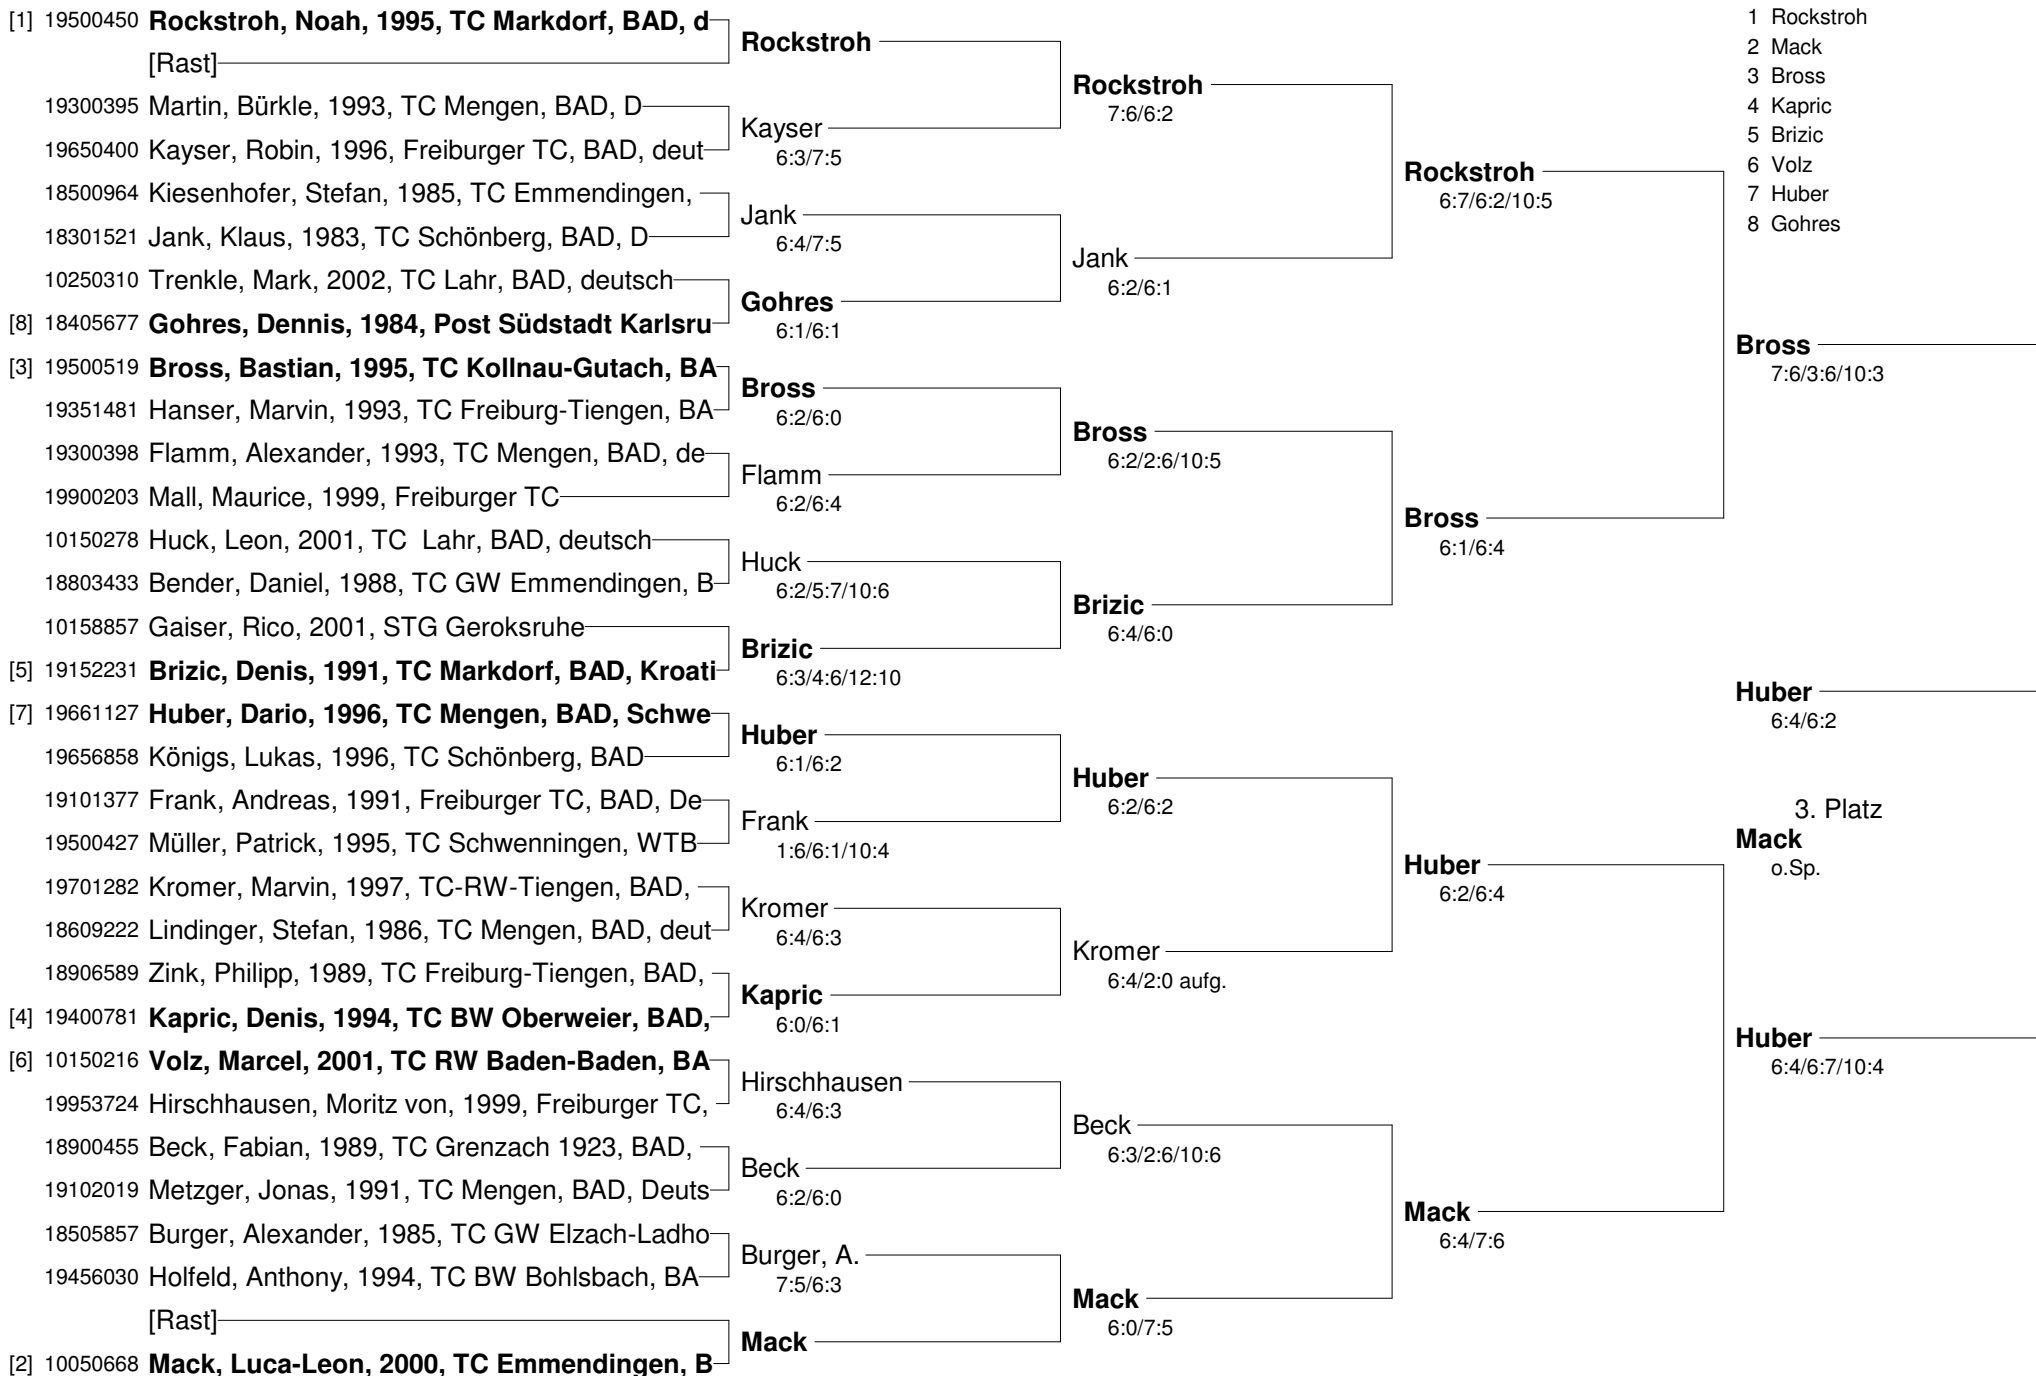 [1] 19500450 Rockstroh, Noah, 1995, TC Markdorf, BAD, d
[Rast]
19300395 Martin, Bürkle, 1993, TC Mengen, BAD, D
19650400 Kayser, Robin, 1996, Freiburger TC, BAD, deut
18500964 Kiesenhofer, Stefan, 1985, TC Emmendingen,
18301521 Jank, Klaus, 1983, TC Schönberg, BAD, D
10250310 Trenkle, Mark, 2002, TC Lahr, BAD, deutsch
[8] 18405677 Gohres, Dennis, 1984, Post Südstadt Karlsru
[3] 19500519 Bross, Bastian, 1995, TC Kollnau-Gutach, BA
19351481 Hanser, Marvin, 1993, TC Freiburg-Tiengen, BA
19300398 Flamm, Alexander, 1993, TC Mengen, BAD, de
19900203 Mall, Maurice, 1999, Freiburger TC
10150278 Huck, Leon, 2001, TC  Lahr, BAD, deutsch
18803433 Bender, Daniel, 1988, TC GW Emmendingen, B
10158857 Gaiser, Rico, 2001, STG Geroksruhe
[5] 19152231 Brizic, Denis, 1991, TC Markdorf, BAD, Kroati
[7] 19661127 Huber, Dario, 1996, TC Mengen, BAD, Schwe
19656858 Königs, Lukas, 1996, TC Schönberg, BAD
19101377 Frank, Andreas, 1991, Freiburger TC, BAD, De
19500427 Müller, Patrick, 1995, TC Schwenningen, WTB
19701282 Kromer, Marvin, 1997, TC-RW-Tiengen, BAD,
18609222 Lindinger, Stefan, 1986, TC Mengen, BAD, deut
18906589 Zink, Philipp, 1989, TC Freiburg-Tiengen, BAD,
[4] 19400781 Kapric, Denis, 1994, TC BW Oberweier, BAD,
[6] 10150216 Volz, Marcel, 2001, TC RW Baden-Baden, BA
19953724 Hirschhausen, Moritz von, 1999, Freiburger TC,
18900455 Beck, Fabian, 1989, TC Grenzach 1923, BAD,
19102019 Metzger, Jonas, 1991, TC Mengen, BAD, Deuts
18505857 Burger, Alexander, 1985, TC GW Elzach-Ladho
19456030 Holfeld, Anthony, 1994, TC BW Bohlsbach, BA
[Rast]
[2] 10050668 Mack, Luca-Leon, 2000, TC Emmendingen, B
Rockstroh
Kayser
6:3/7:5
Jank
6:4/7:5
Gohres
6:1/6:1
Bross
6:2/6:0
Flamm
6:2/6:4
Huck
6:2/5:7/10:6
Brizic
6:3/4:6/12:10
Huber
6:1/6:2
Frank
1:6/6:1/10:4
Kromer
6:4/6:3
Kapric
6:0/6:1
Hirschhausen
6:4/6:3
Beck
6:2/6:0
Burger, A.
7:5/6:3
Mack
Rockstroh
7:6/6:2
Jank
6:2/6:1
Bross
6:2/2:6/10:5
Brizic
6:4/6:0
Huber
6:2/6:2
Kromer
6:4/2:0 aufg.
Beck
6:3/2:6/10:6
Mack
6:0/7:5
Rockstroh
6:7/6:2/10:5
Bross
6:1/6:4
Huber
6:2/6:4
Mack
6:4/7:6
1 Rockstroh
2 Mack
3 Bross
4 Kapric
5 Brizic
6 Volz
7 Huber
8 Gohres
Bross
7:6/3:6/10:3
Huber
6:4/6:2
3. Platz
Mack
o.Sp.
Huber
6:4/6:7/10:4